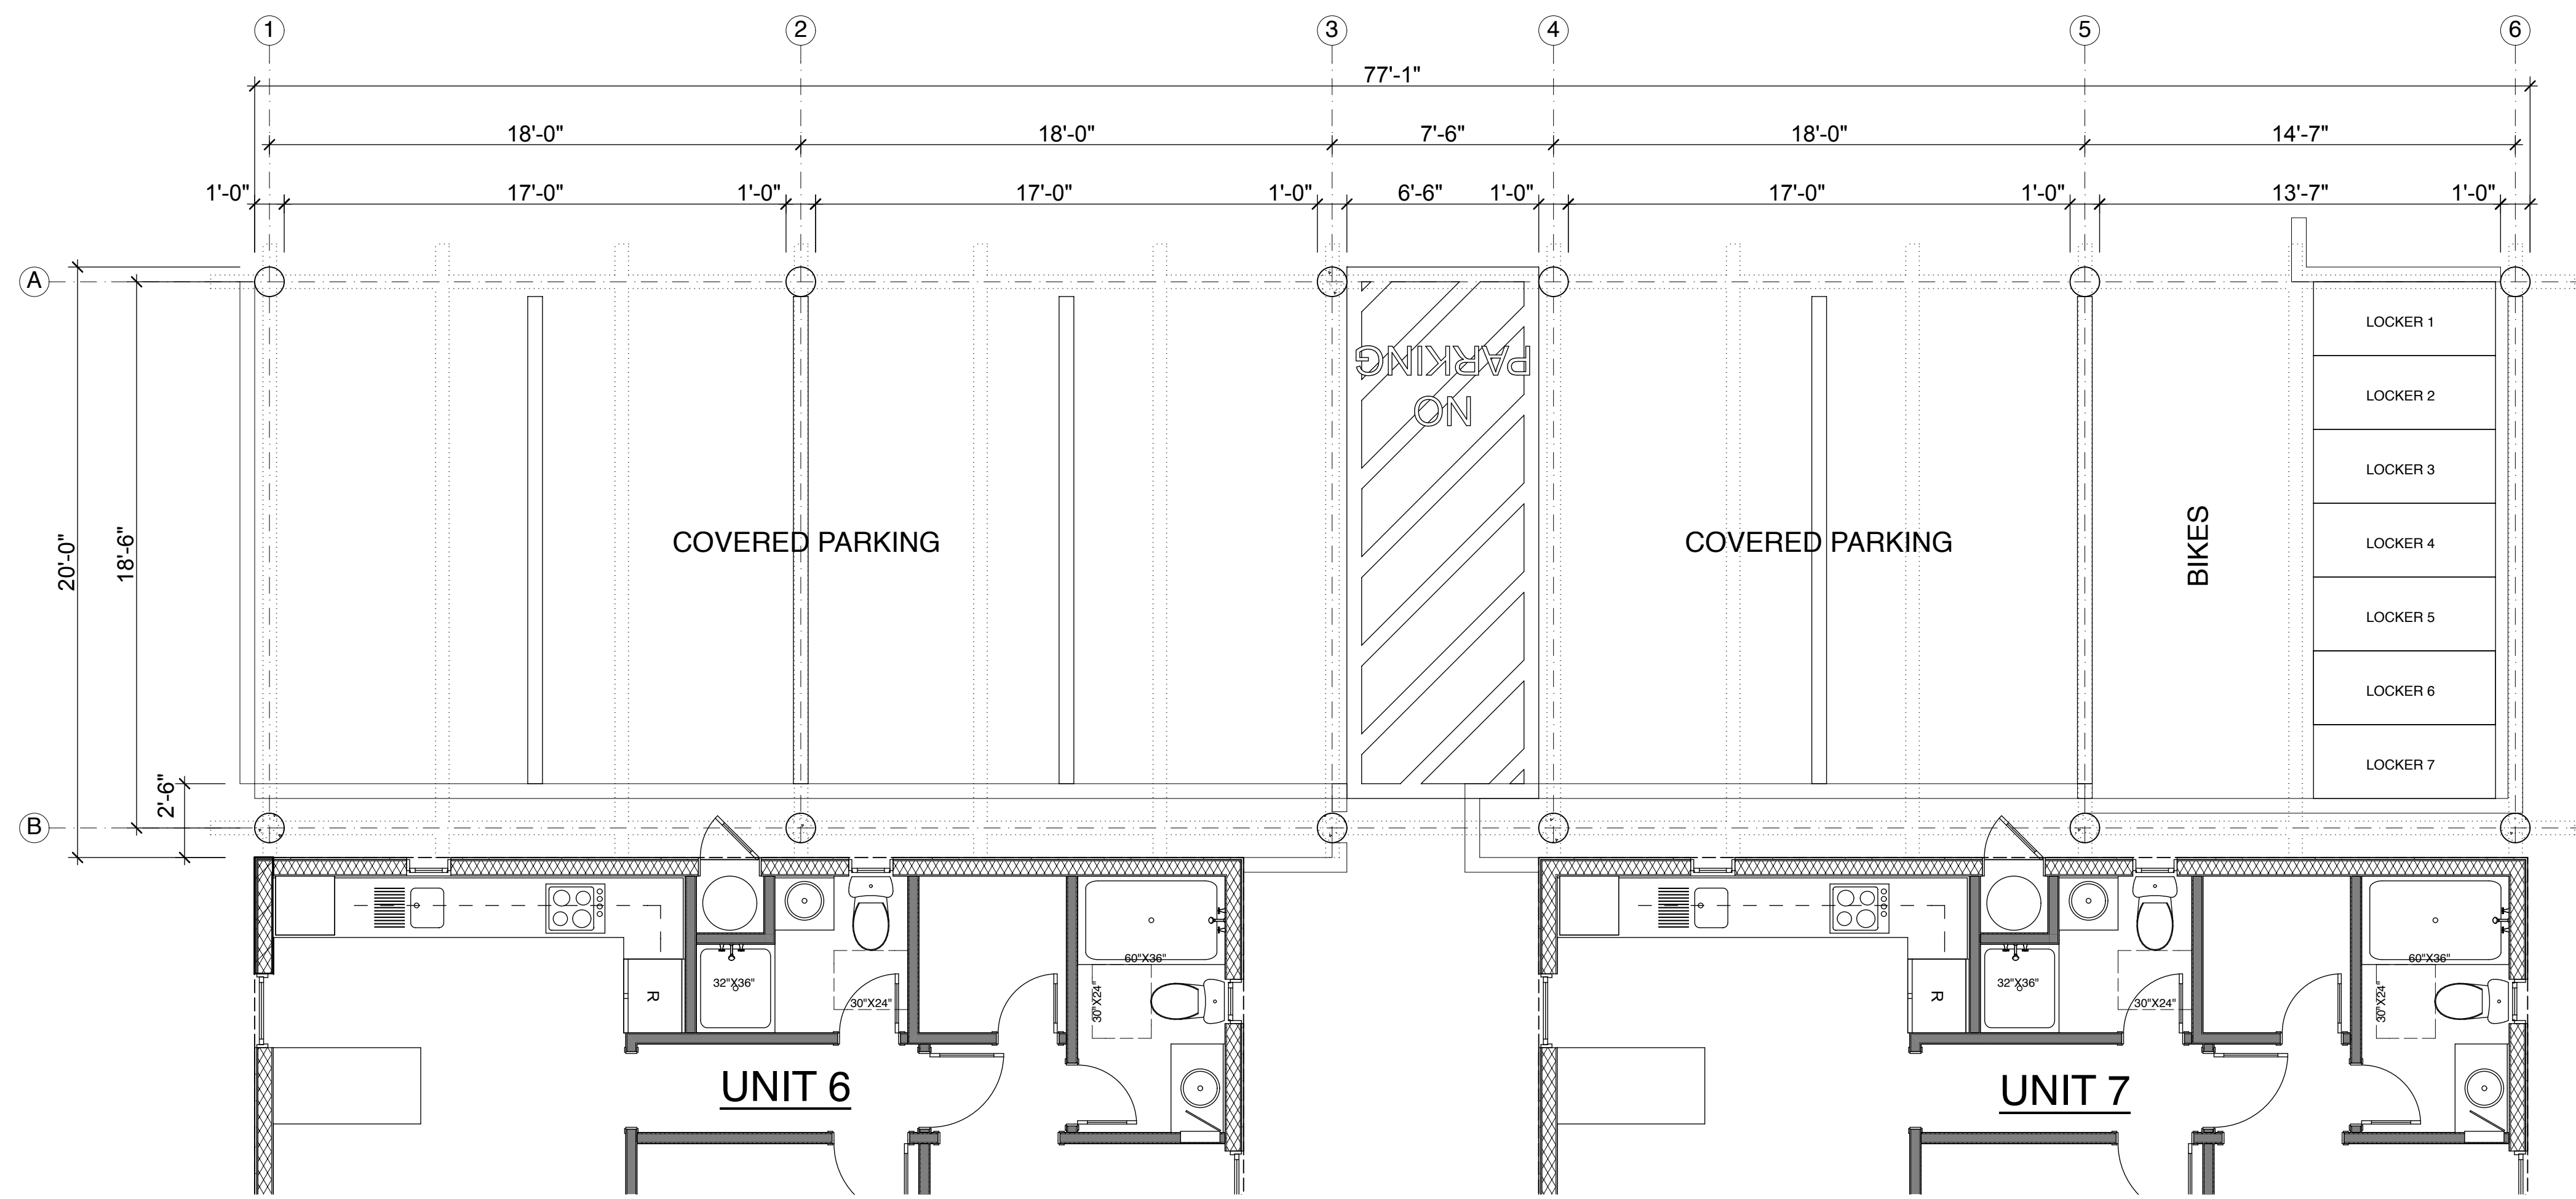 1 2 3 4 5 6
77'-1"
18'-0" 18'-0" 7'-6" 18'-0" 14'-7"
1'-0" 17'-0" 1'-0" 17'-0" 1'-0" 6'-6" 1'-0" 17'-0" 1'-0" 13'-7" 1'-0"
A
LOCKER 1
NO
PARKING
LOCKER 2
LOCKER 3
20'-0" 18'-6" COVERED PARKING COVERED PARKING BIKES LOCKER 4
LOCKER 5
LOCKER 6
LOCKER 7
2'-6"
B
60"X36" 60"X36"
32"X36" 32"X36"
R 30"X24" 30"X24" R 30"X24" 30"X24"
UNIT 6 UNIT 7